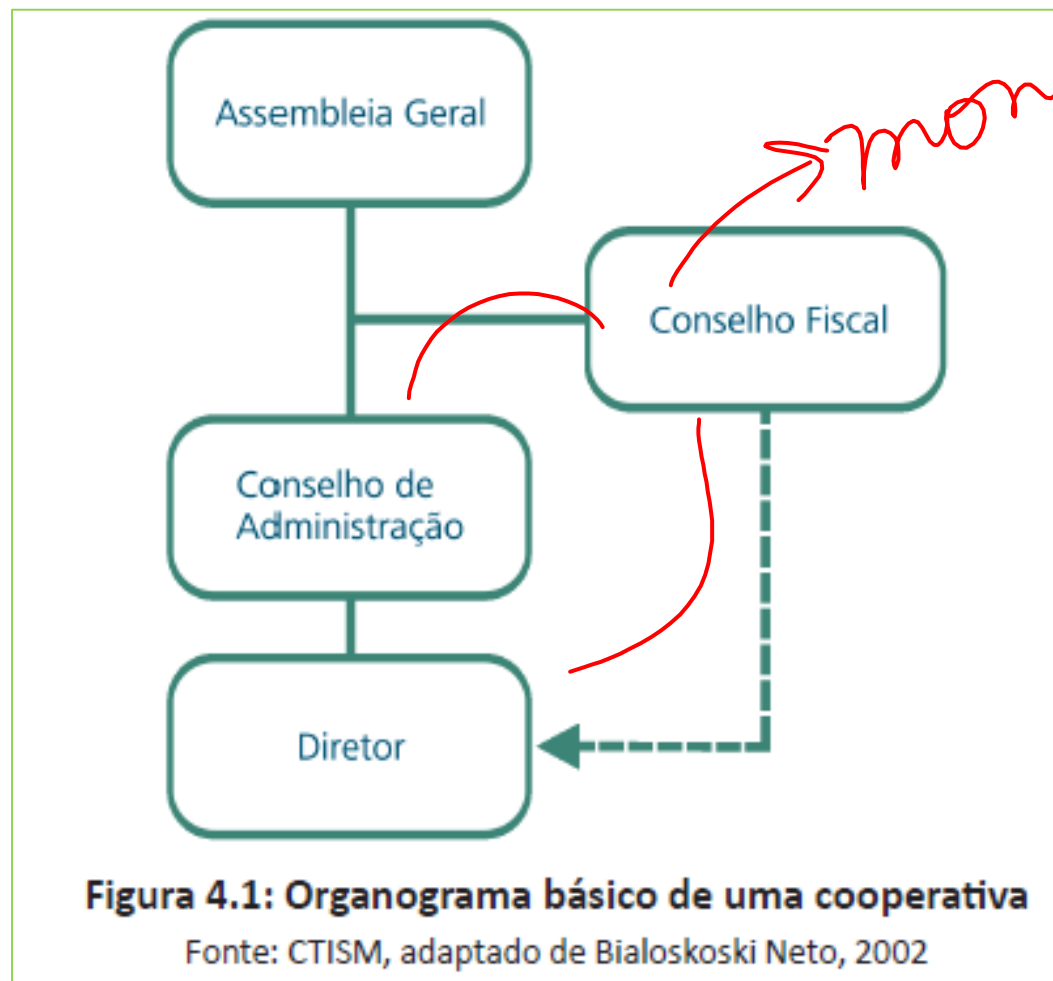 Assembleia Geral
mon
Conselho Fiscal
Conselho de
Administração
Diretor
Figura 4.1: Organograma básico de uma cooperativa
Fonte: CTISM, adaptado de Bialoskoski Neto, 2002